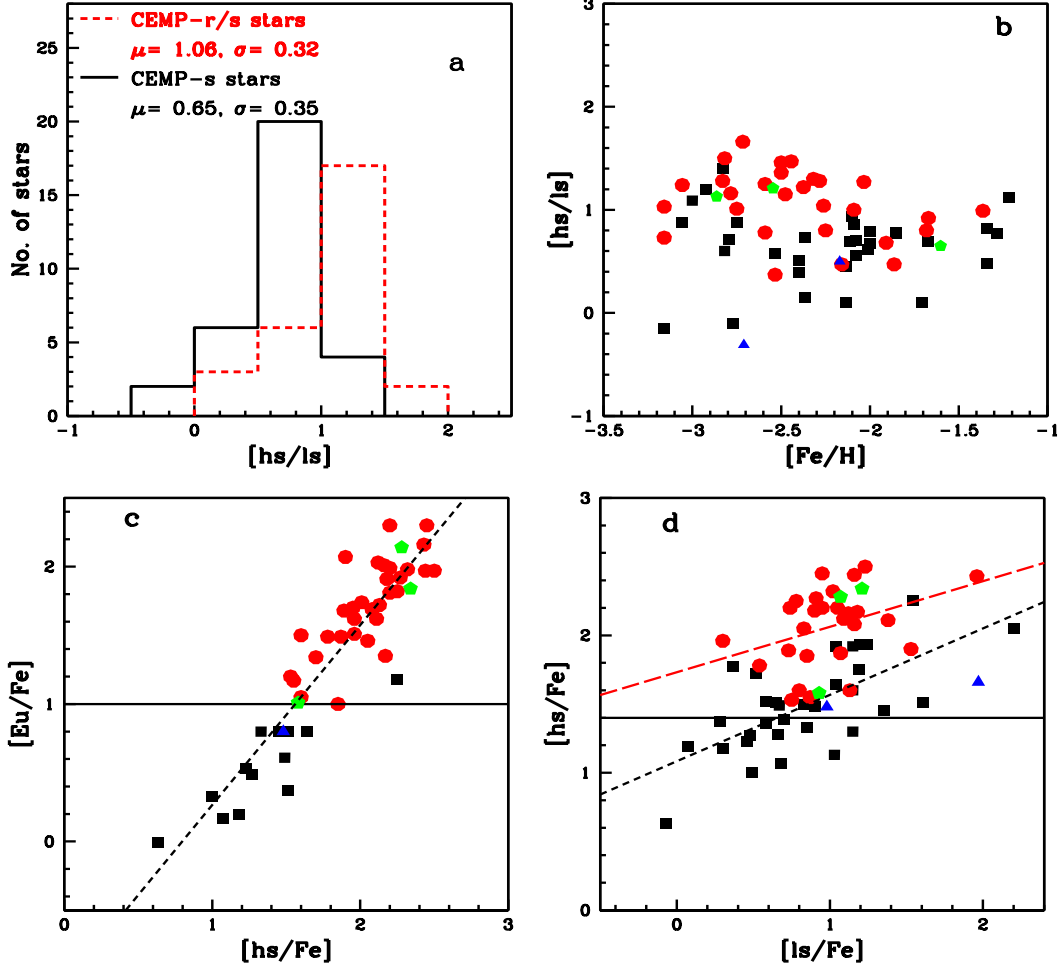 CEMP-r/s stars
μ= 1.06, σ= 0.32
CEMP-s stars
μ= 0.65, σ= 0.35
a
No. of stars
25
20
15
10
5
0
-1 0 1 2
[hs/ls]
b
[hs/ls]
3
2
1
0
-1
-3.5 -3 -2.5 -2 -1.5 -1
[Fe/H]
c
[Eu/Fe]
2
1
0
0 1 2 3
[hs/Fe]
d
[hs/Fe]
3
2
1
0
0 1 2
[ls/Fe]